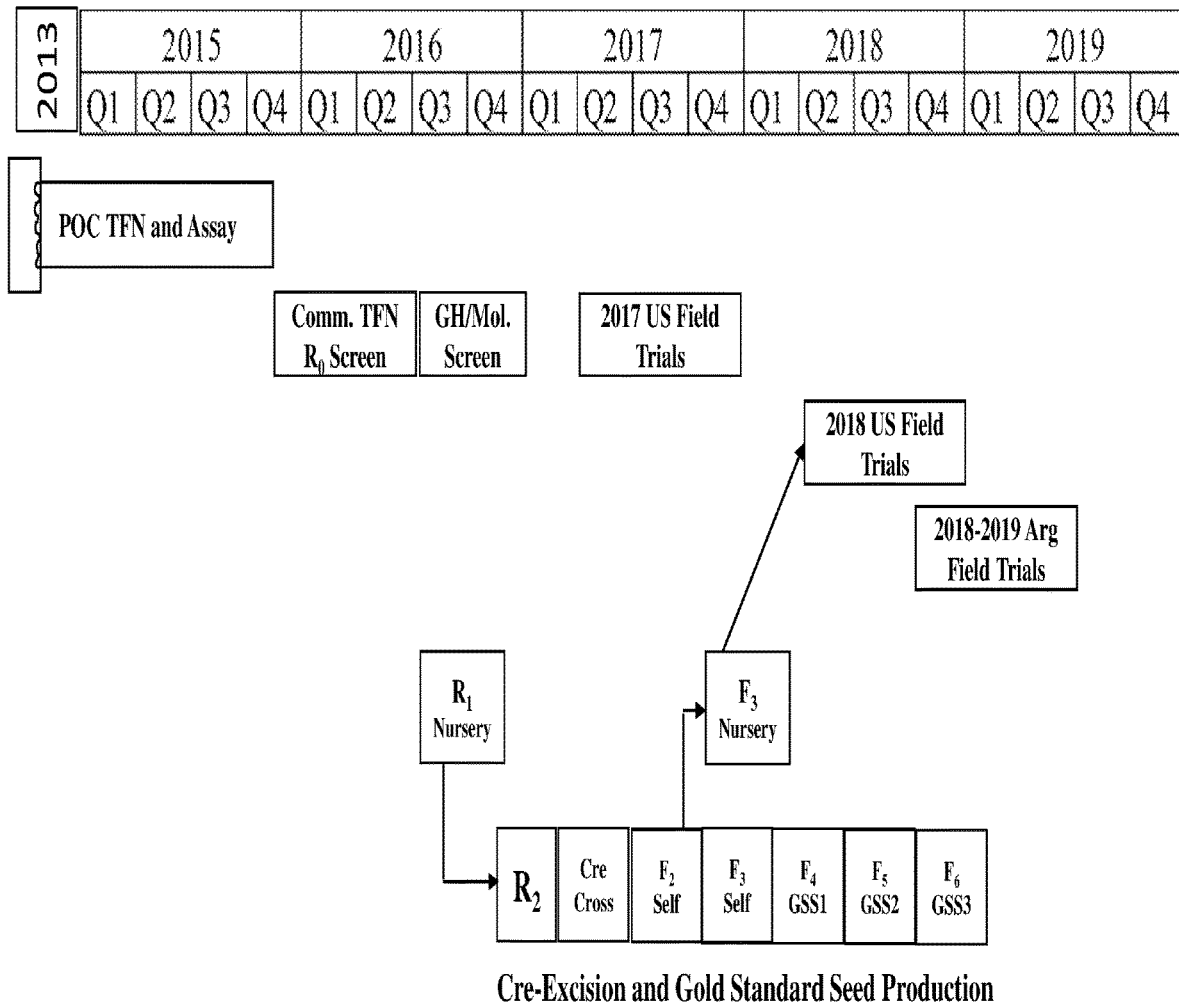 2013
2015 2016 2017 2018 2019
Q1 Q2 Q3 Q4 Q1 Q2 Q3 Q4 Q1 Q2 Q3 Q4 Q1 Q2 Q3 Q4 Q1 Q2 Q3 Q4
POC TFN and Assay
Comm. TFN
R₀ Screen
GH/Mol.
Screen
2017 US Field
Trials
2018 US Field
Trials
2018-2019 Arg
Field Trials
R₁
Nursery
F₃
Nursery
R₂
Cre
Cross
F₂
Self
F₃
Self
F₄
GSS1
F₅
GSS2
F₆
GSS3
Cre-Excision and Gold Standard Seed Production